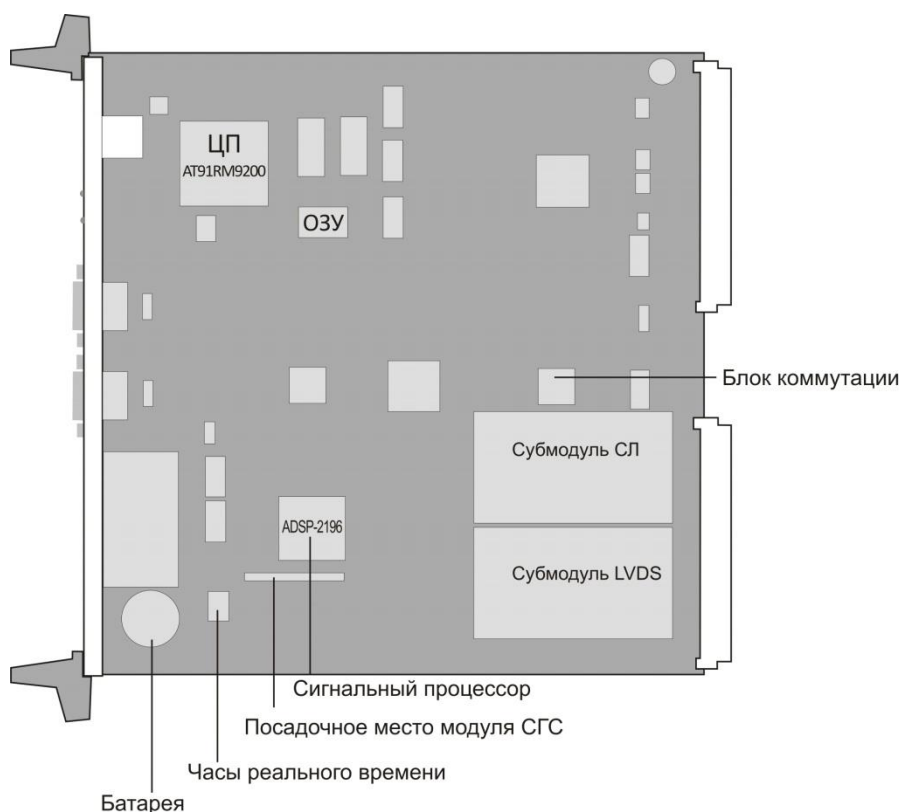 ЦП
AT91RM9200
ОЗУ
Блок коммутации
Субмодуль СЛ
ADSP-2196
Субмодуль LVDS
Сигнальный процессор
Посадочное место модуля СГС
Часы реального времени
Батарея